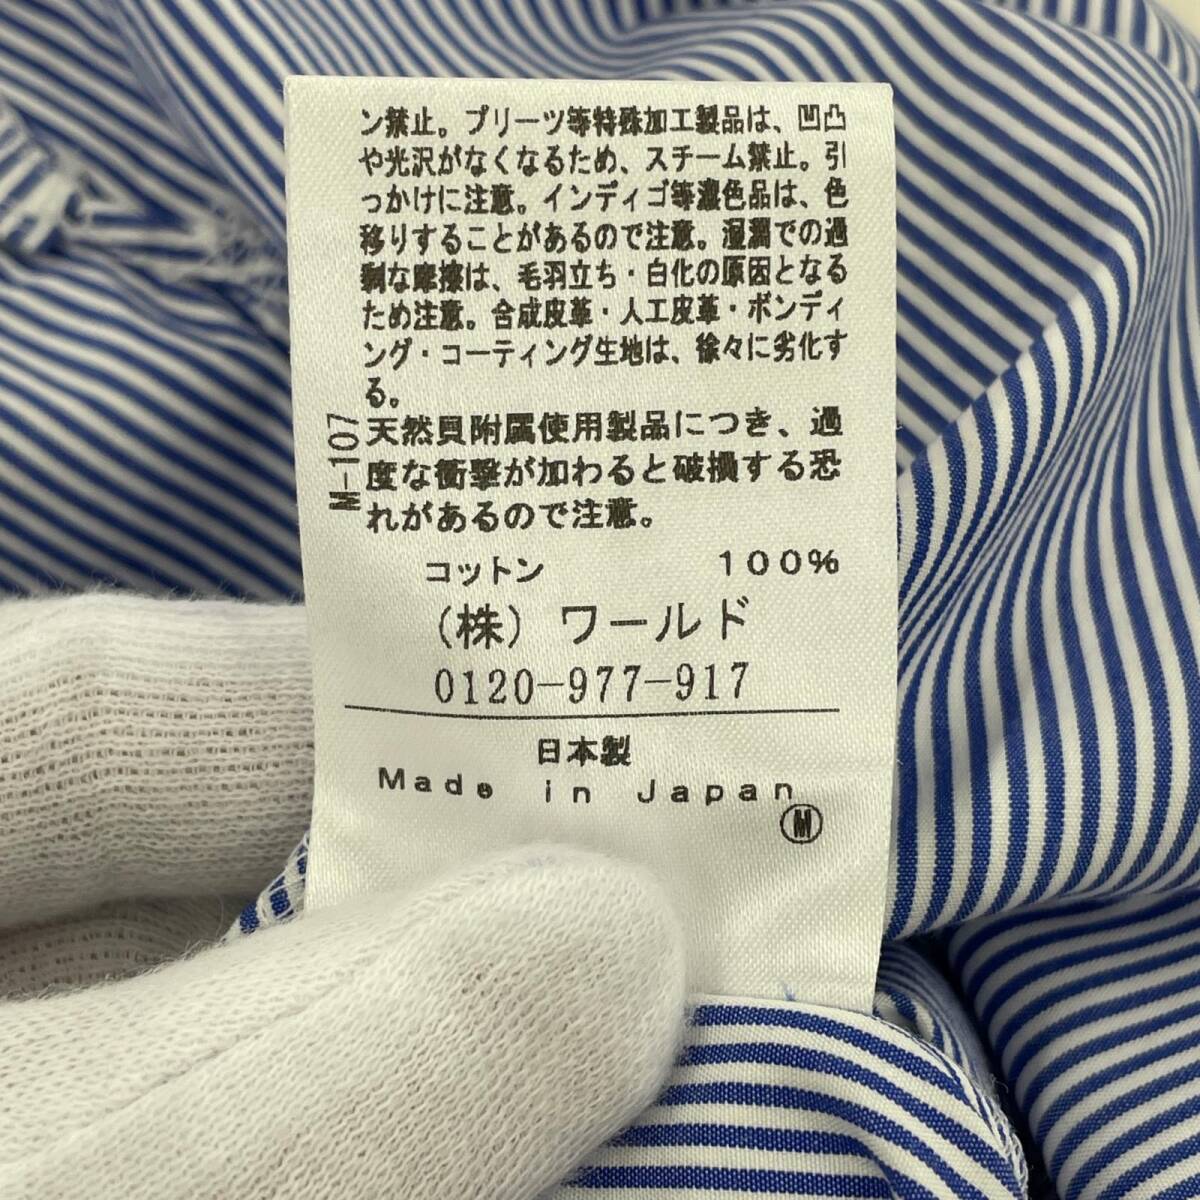 ン禁止。プリーツ等特殊加工製品は、凹凸
や光沢がなくなるため、スチーム禁止。引
っかけに注意。インディゴ等濃色品は、色
移りすることがあるので注意。湿潤での過
剰な摩擦は、毛羽立ち・白化の原因となる
ため注意。合成皮革・人工皮革・ボンディ
ング・コーティング生地は、徐々に劣化す
る。
M-107
天然貝附属使用製品につき、過
度な衝撃が加わると破損する恐
れがあるので注意。
コットン 100%
(株) ワールド
0120-977-917
日本製
Made in Japan
M